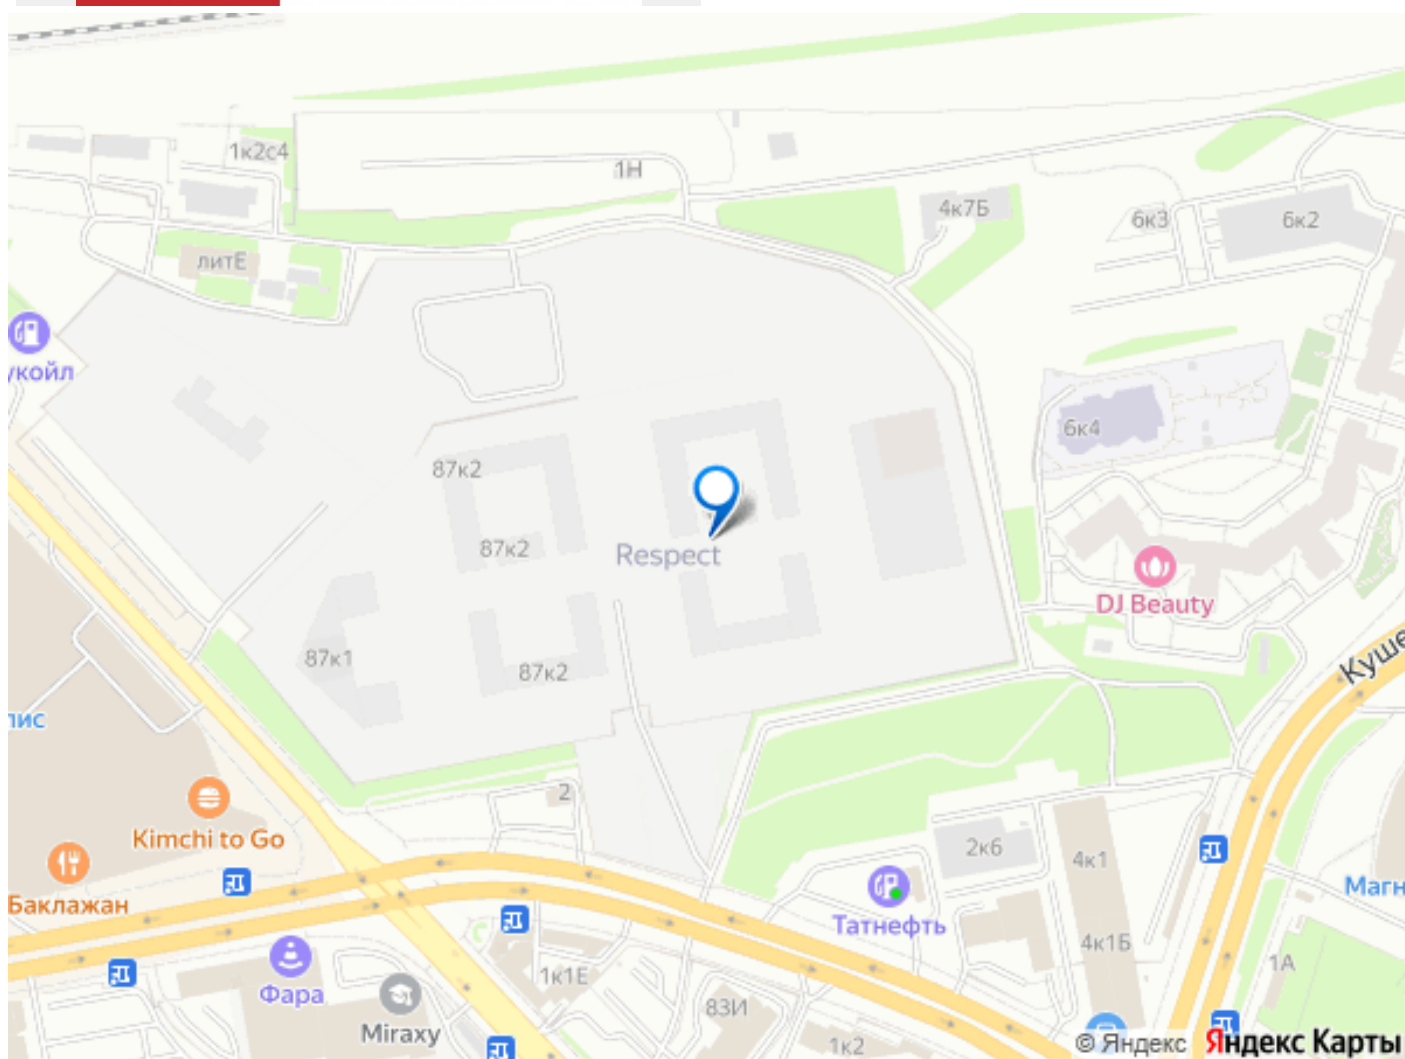 1к2с4
1Н
4к7Б
6к3
6к2
литЕ
укойл
6к4
87к2
87к2
Respect
DJ Beauty
87к1
87к2
Куше
лис
2
Kimchi to Go
2к6
4к1
Баклажан
Магн
Татнефть
4к1Б
1А
1к1Е
Фара
83И
Miraxy
1к2
© Яндекс Яндекс Карты